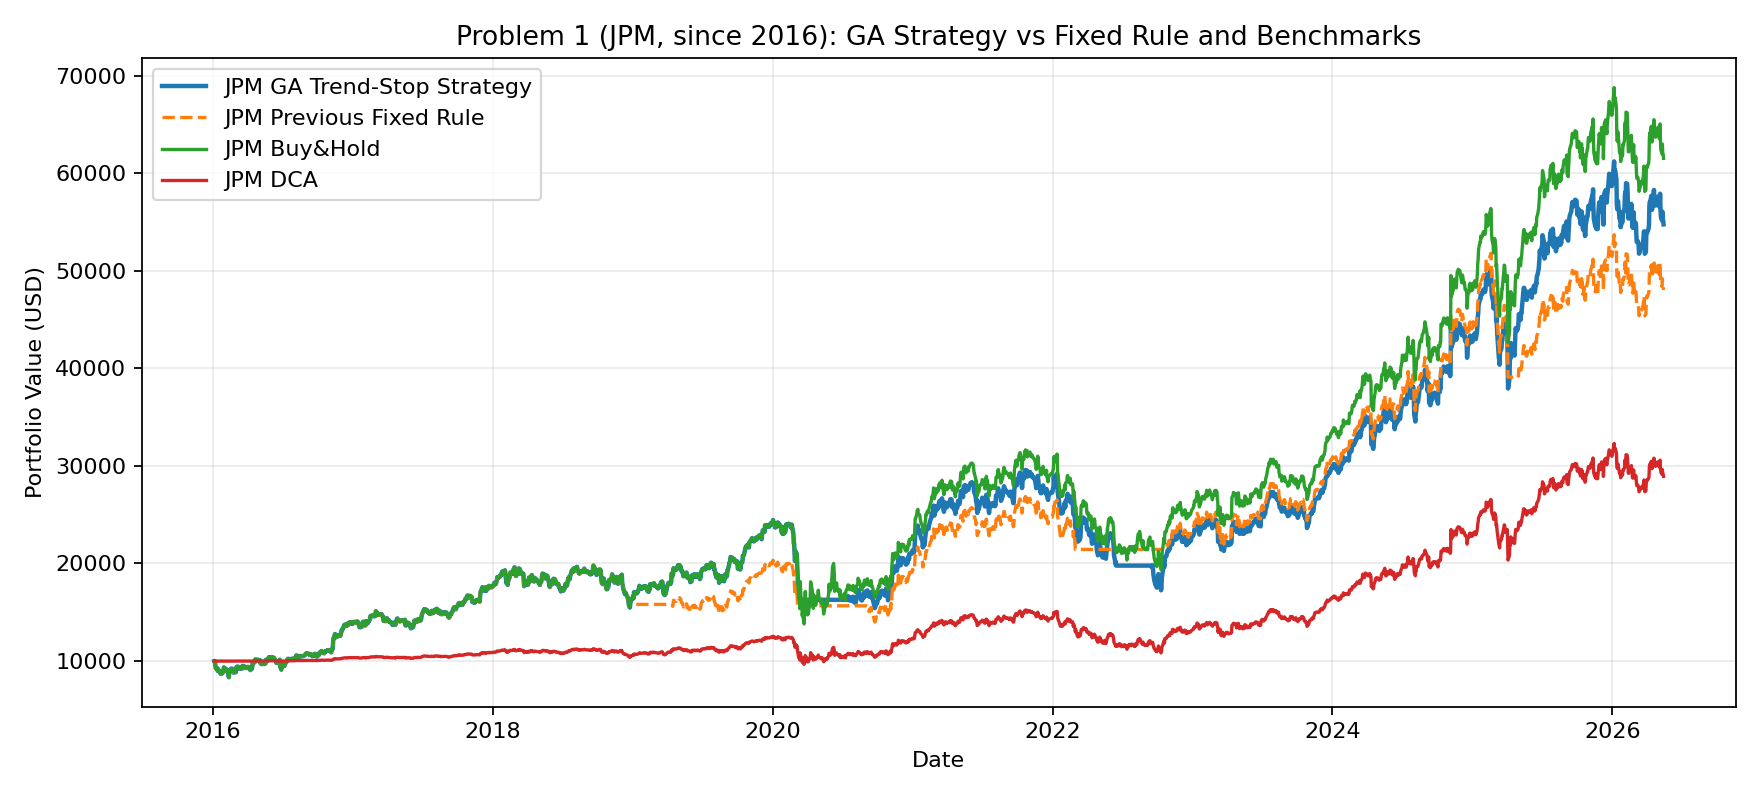 Problem 1 (JPM, since 2016): GA Strategy vs Fixed Rule and Benchmarks
JPM GA Trend-Stop Strategy
JPM Previous Fixed Rule
JPM Buy&Hold
JPM DCA
Portfolio Value (USD)
70000
60000
50000
40000
30000
20000
10000
2016 2018 2020 2022 2024 2026
Date